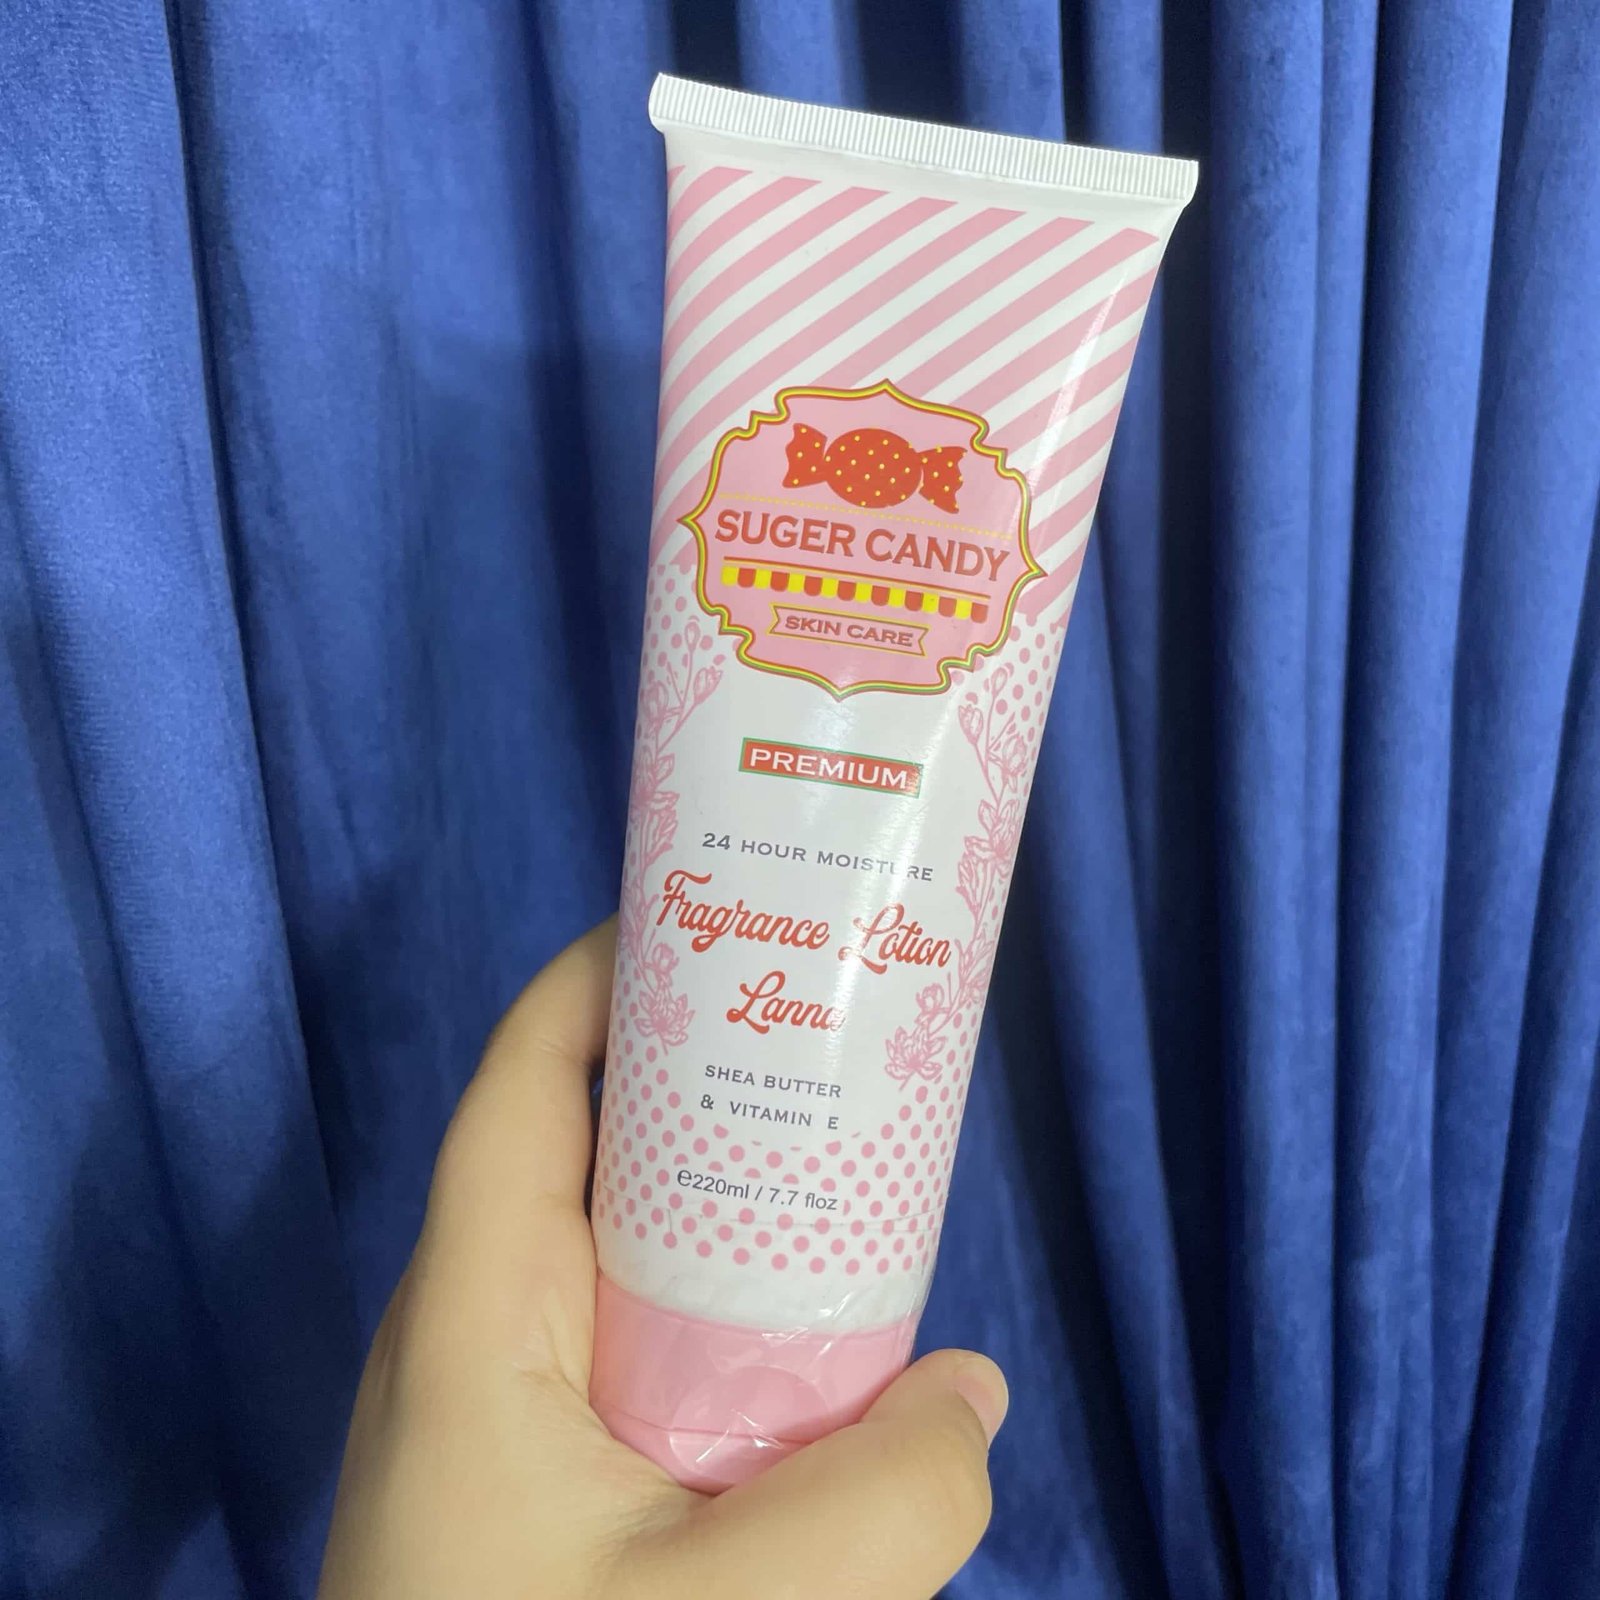 SUGER CANDY
SKIN CARE
PREMIUM
24 HOUR MOISTURE
Fragrance Lotion
Lanna
SHEA BUTTER
& VITAMIN E
℮220ml / 7.7 floz